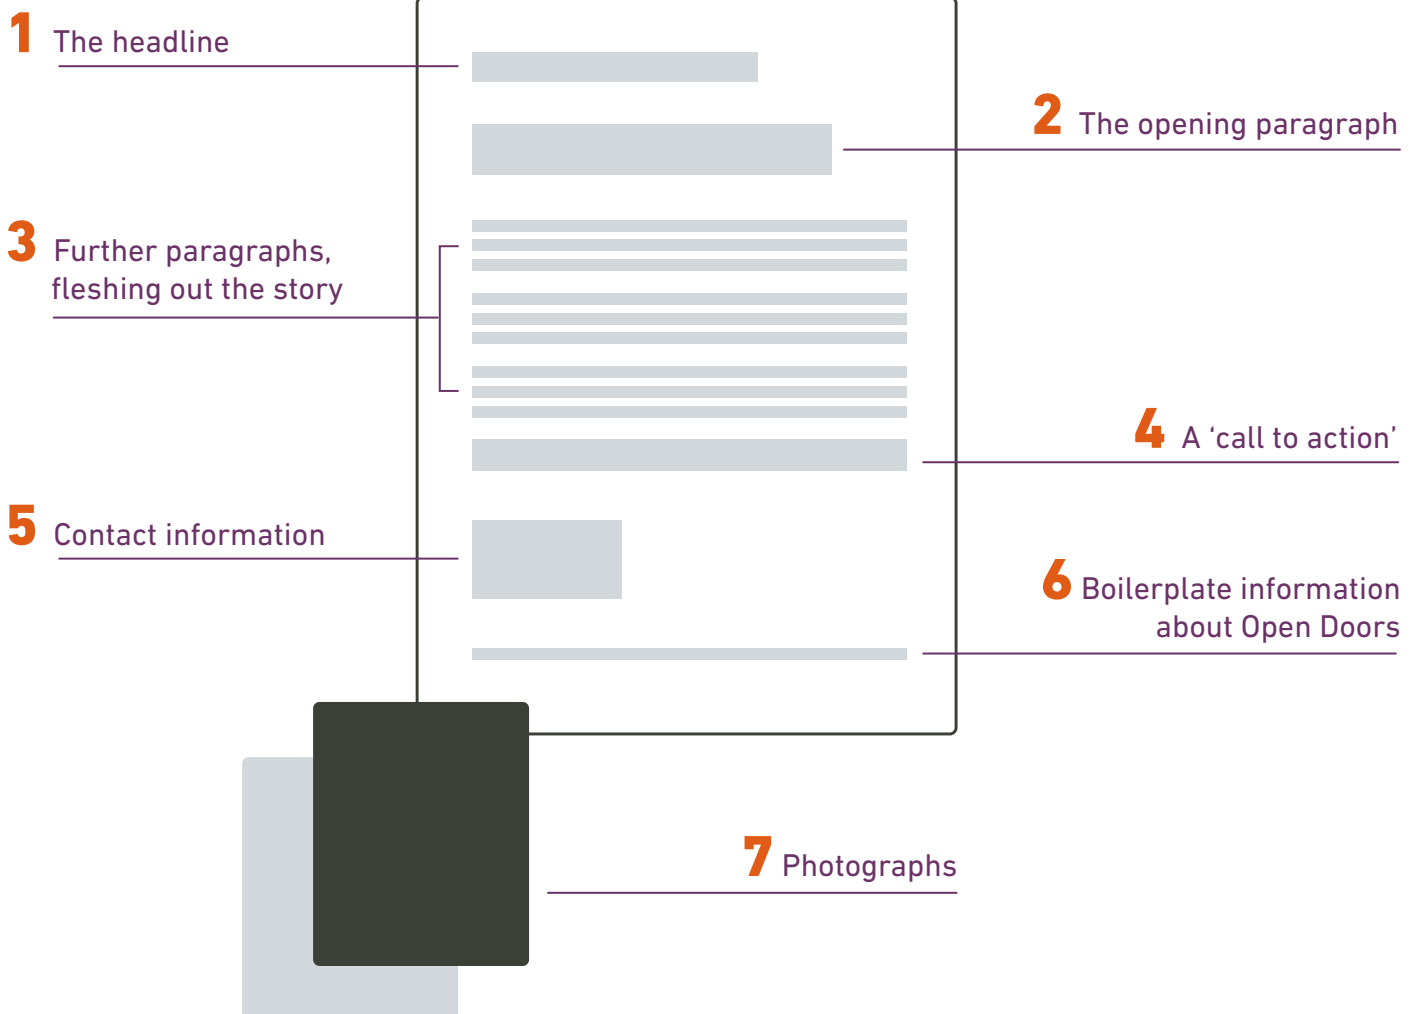 1 The headline
2 The opening paragraph
3 Further paragraphs,
fleshing out the story
4 A ‘call to action’
5 Contact information
6 Boilerplate information
about Open Doors
7 Photographs